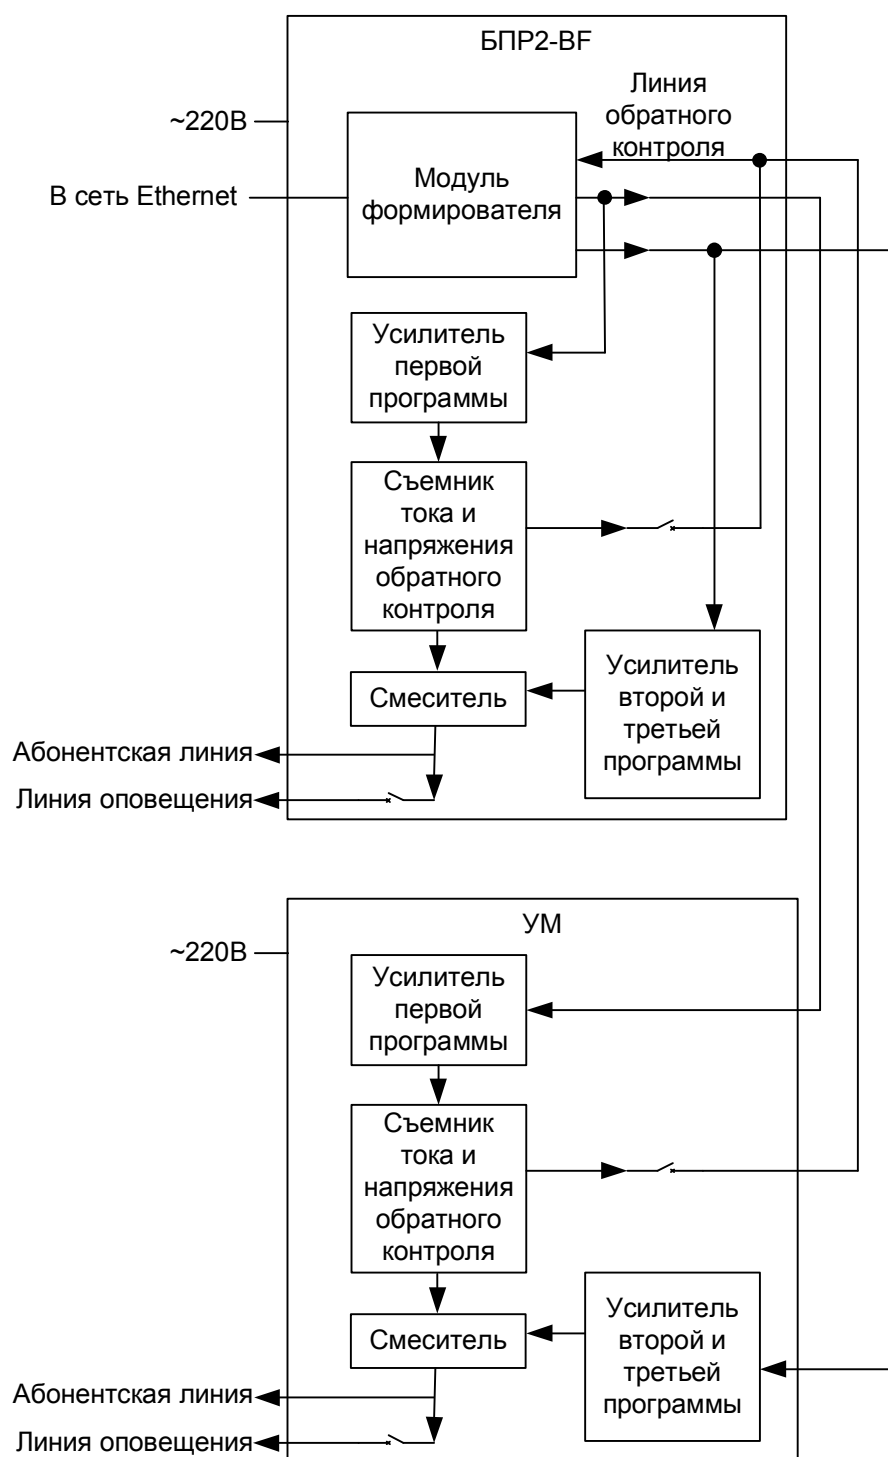 БПР2-BF
Линия
обратного
контроля
~220В
Модуль
формирователя
В сеть Ethernet
Усилитель
первой
программы
Съемник
тока и
напряжения
обратного
контроля
Усилитель
второй и
третьей
программы
Смеситель
Абонентская линия
Линия оповещения
УМ
~220В
Усилитель
первой
программы
Съемник
тока и
напряжения
обратного
контроля
Усилитель
второй и
третьей
программы
Смеситель
Абонентская линия
Линия оповещения